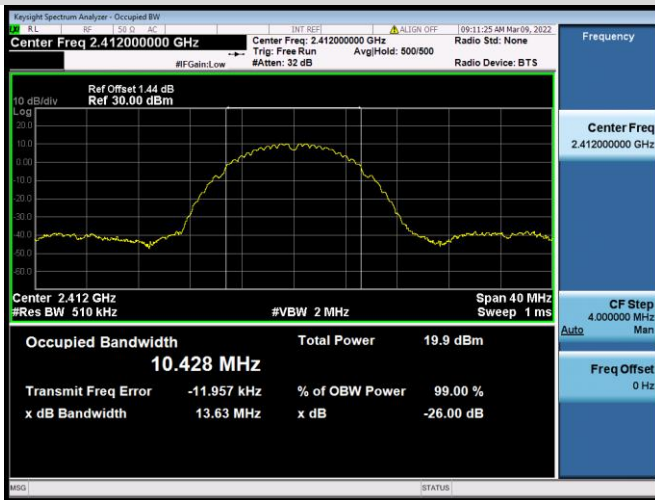 Keysight Spectrum Analyzer - Occupied BW
RL RF 50 Ω AC INT REF ALIGN OFF 09:11:25 AM Mar 09, 2022
Center Freq 2.412000000 GHz
Center Freq: 2.412000000 GHz Radio Std: None
Trig: Free Run Avg|Hold: 500/500
#IFGain:Low #Atten: 32 dB Radio Device: BTS
Frequency
Ref Offset 1.44 dB
10 dB/div Ref 30.00 dBm
Log
20.0
10.0
0.00
-10.0
-20.0
-30.0
-40.0
-50.0
-60.0
Center 2.412 GHz Span 40 MHz
#Res BW 510 kHz #VBW 2 MHz Sweep 1 ms
Occupied Bandwidth Total Power 19.9 dBm
10.428 MHz
Transmit Freq Error -11.957 kHz % of OBW Power 99.00 %
x dB Bandwidth 13.63 MHz x dB -26.00 dB
Center Freq
2.412000000 GHz
CF Step
4.000000 MHz
Auto Man
Freq Offset
0 Hz
MSG STATUS